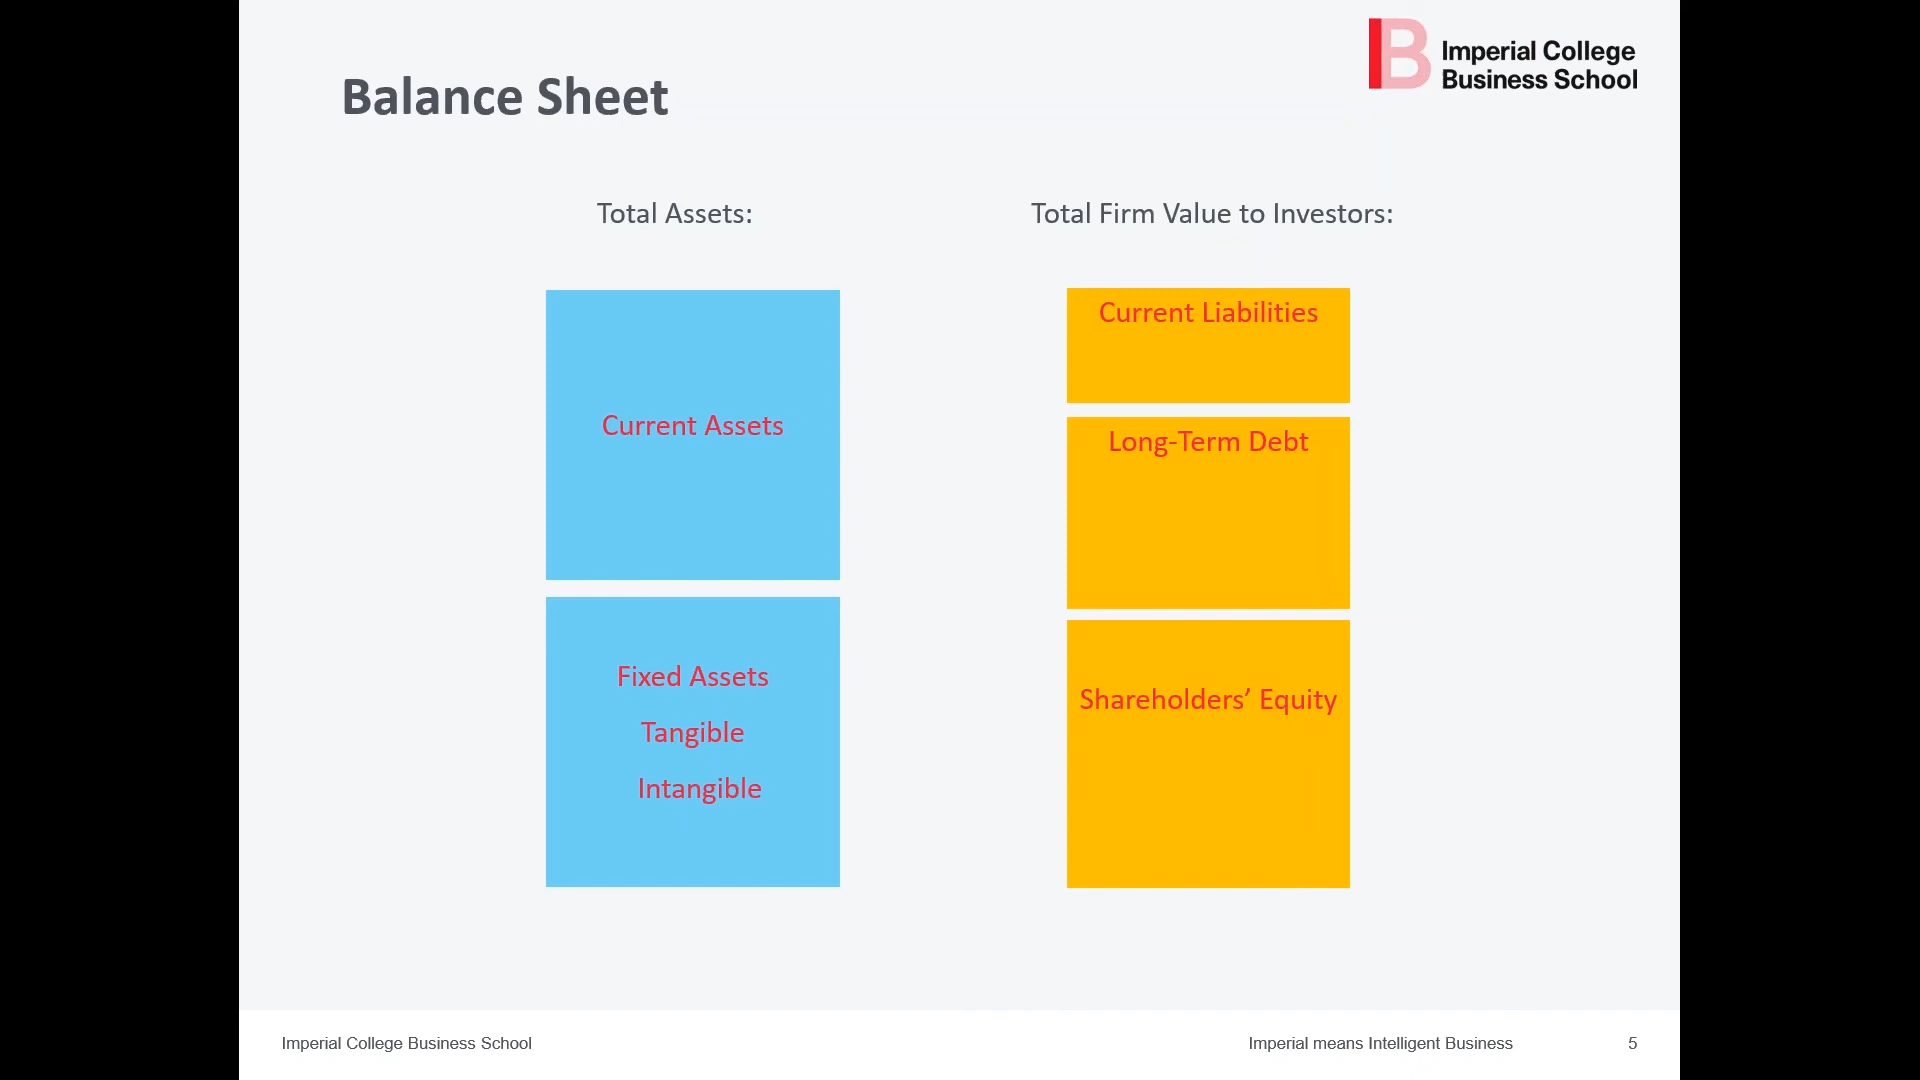 Imperial College
Business School
Balance Sheet
Total Assets:
Current Assets
Fixed Assets
Tangible
Intangible
Total Firm Value to Investors:
Current Liabilities
Long-Term Debt
Shareholders’ Equity
Imperial College Business School
Imperial means Intelligent Business
5